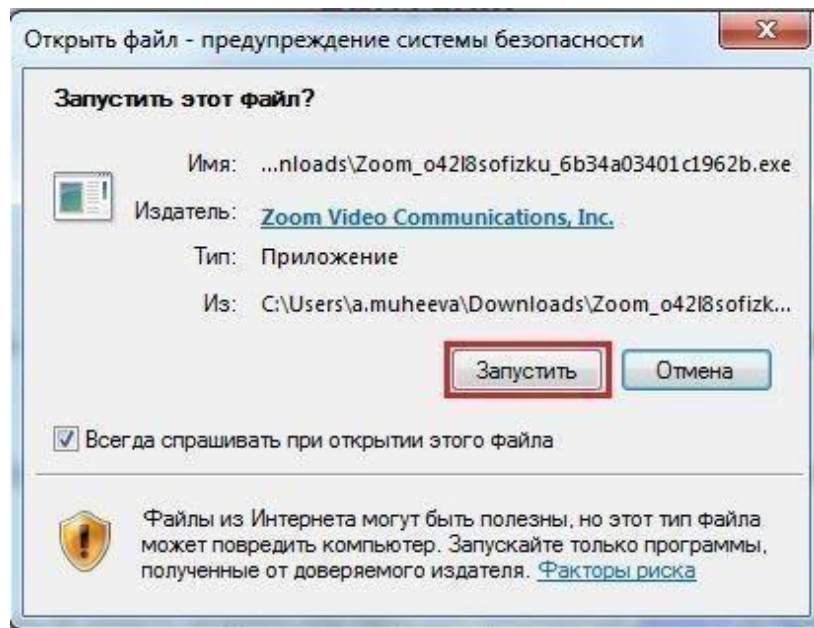 Открыть файл - предупреждение системы безопасности
Запустить этот файл?
Имя: ...nloads\Zoom_o42l8sofizku_6b34a03401c1962b.exe
Издатель: Zoom Video Communications, Inc.
Тип: Приложение
Из: C:\Users\a.muheeva\Downloads\Zoom_o42l8sofizk...
Запустить Отмена
Всегда спрашивать при открытии этого файла
Файлы из Интернета могут быть полезны, но этот тип файла
может повредить компьютер. Запускайте только программы,
полученные от доверяемого издателя. Факторы риска